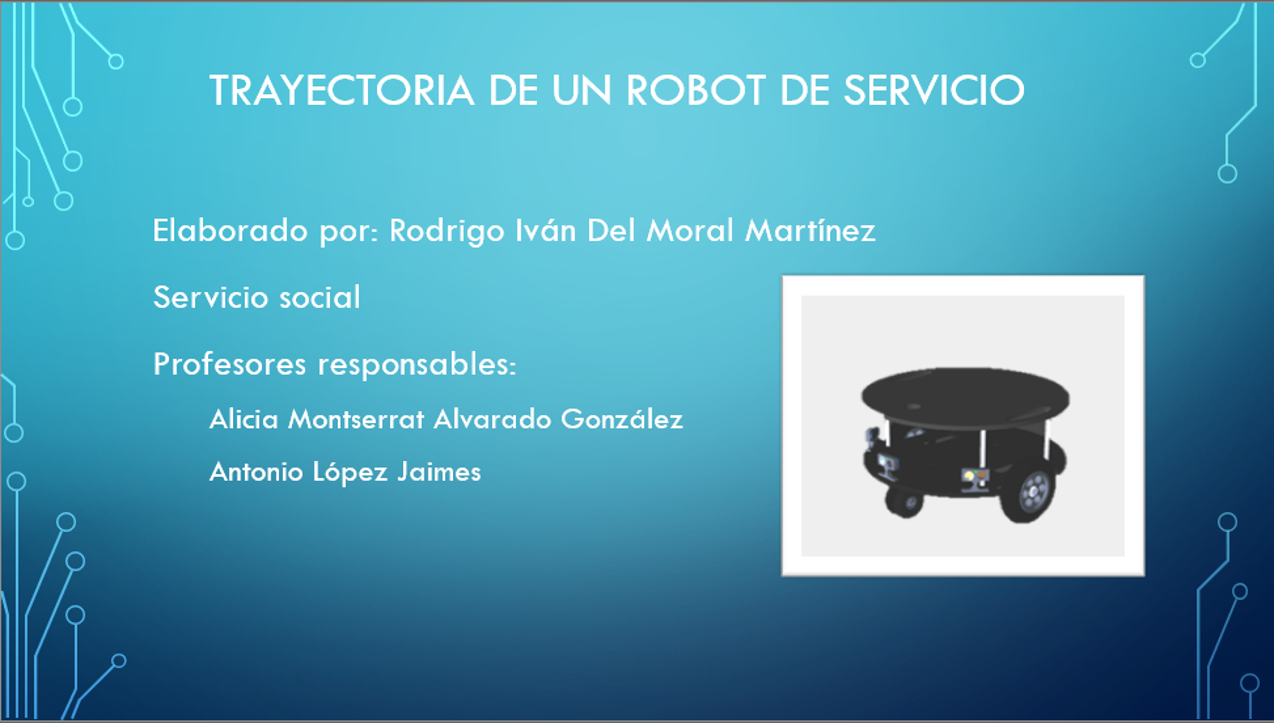 TRAYECTORIA DE UN ROBOT DE SERVICIO
Elaborado por: Rodrigo Iván Del Moral Martínez
Servicio social
Profesores responsables:
Alicia Montserrat Alvarado González
Antonio López Jaimes